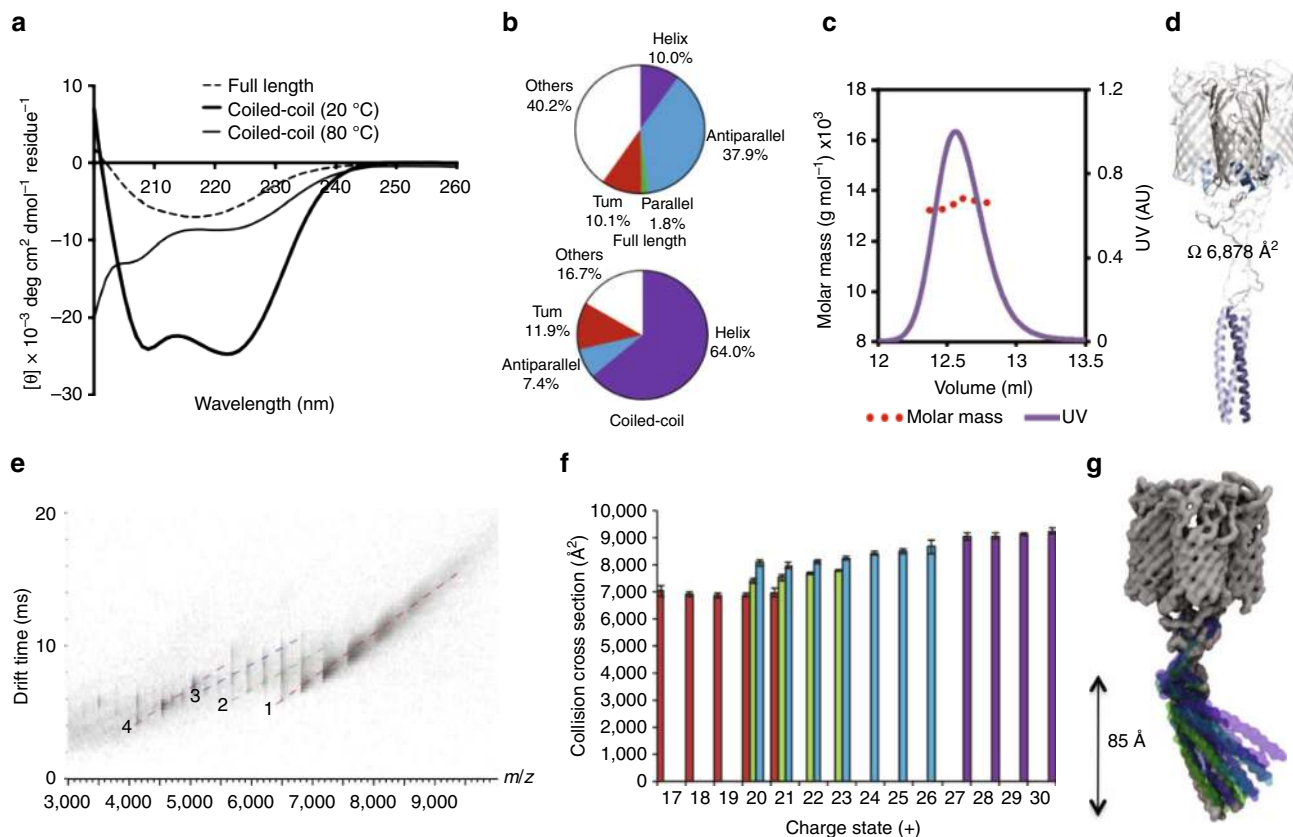 a
10
0
−10
−20
−30
[θ] × 10⁻³ deg cm² dmol⁻¹ residue⁻¹
Full length
Coiled-coil (20 °C)
Coiled-coil (80 °C)
210 220 230 240 250 260
Wavelength (nm)
b
Helix
10.0%
Others
40.2%
Antiparallel
37.9%
Tum
10.1%
Parallel
1.8%
Full length
Others
16.7%
Tum
11.9%
Antiparallel
7.4%
Helix
64.0%
Coiled-coil
c
Molar mass (g mol⁻¹) ×10³
18
16
14
12
10
8
12 12.5 13 13.5
Volume (ml)
1.2
0.8
0.4
0
UV (AU)
Molar mass
UV
d
Ω 6,878 Å²
e
Drift time (ms)
20
10
0
4
3
2
1
m/z
3,000 4,000 5,000 6,000 7,000 8,000 9,000
f
Collision cross section (Å²)
10,000
9,000
8,000
7,000
6,000
5,000
4,000
3,000
2,000
1,000
0
17 18 19 20 21 22 23 24 25 26 27 28 29 30
Charge state (+)
g
85 Å